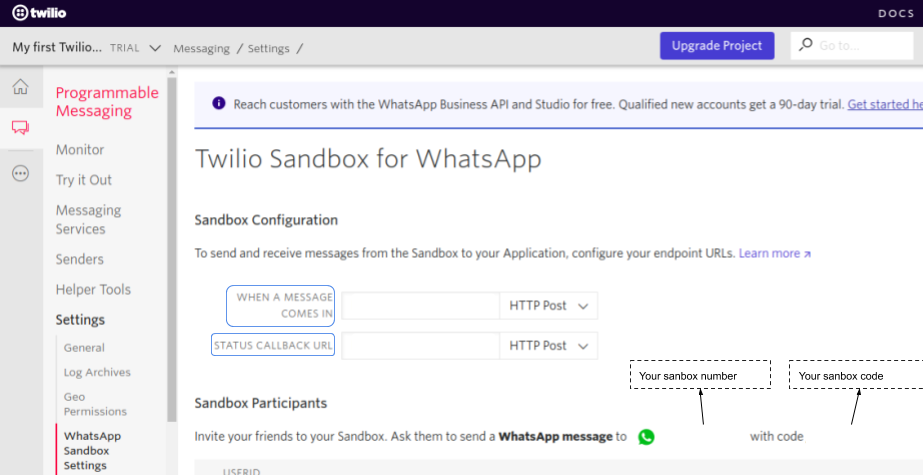 twilio
DOCS
My first Twilio... TRIAL Messaging / Settings /
Upgrade Project
Go to...
Programmable
Messaging
Monitor
Try it Out
Messaging
Services
Senders
Helper Tools
Settings
General
Log Archives
Geo
Permissions
WhatsApp
Sandbox
Settings
Reach customers with the WhatsApp Business API and Studio for free. Qualified new accounts get a 90-day trial. Get started he
Twilio Sandbox for WhatsApp
Sandbox Configuration
To send and receive messages from the Sandbox to your Application, configure your endpoint URLs. Learn more
WHEN A MESSAGE
COMES IN
HTTP Post
STATUS CALLBACK URL
HTTP Post
Your sanbox number
Your sanbox code
Sandbox Participants
Invite your friends to your Sandbox. Ask them to send a WhatsApp message to with code
USERID